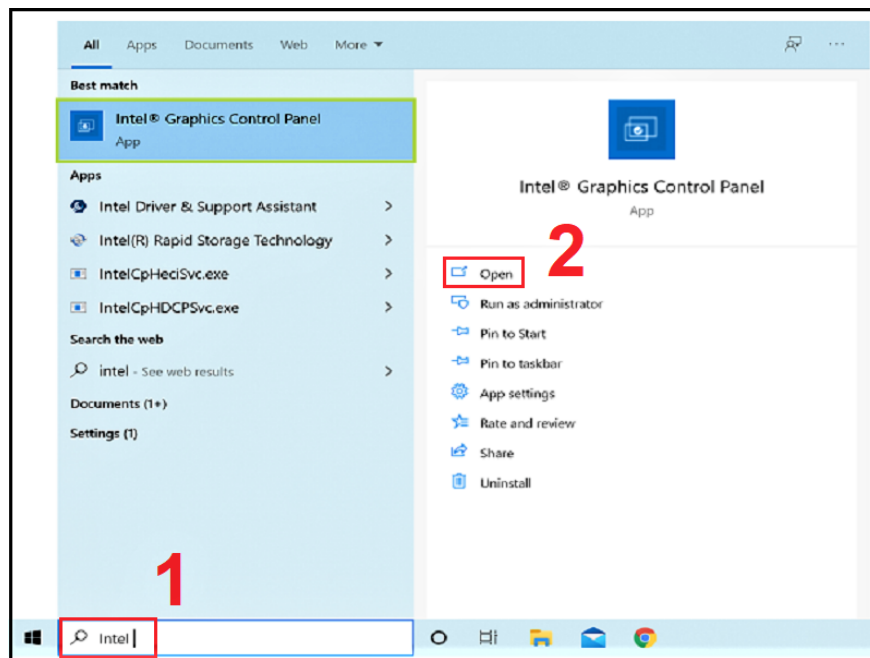 All Apps Documents Web More
Best match
Intel® Graphics Control Panel
App
Apps
Intel Driver & Support Assistant
Intel(R) Rapid Storage Technology
IntelCpHeciSvc.exe
IntelCpHDCPSvc.exe
Search the web
intel - See web results
Documents (1+)
Settings (1)
1
Intel
Intel® Graphics Control Panel
App
2
Open
Run as administrator
Pin to Start
Pin to taskbar
App settings
Rate and review
Share
Uninstall